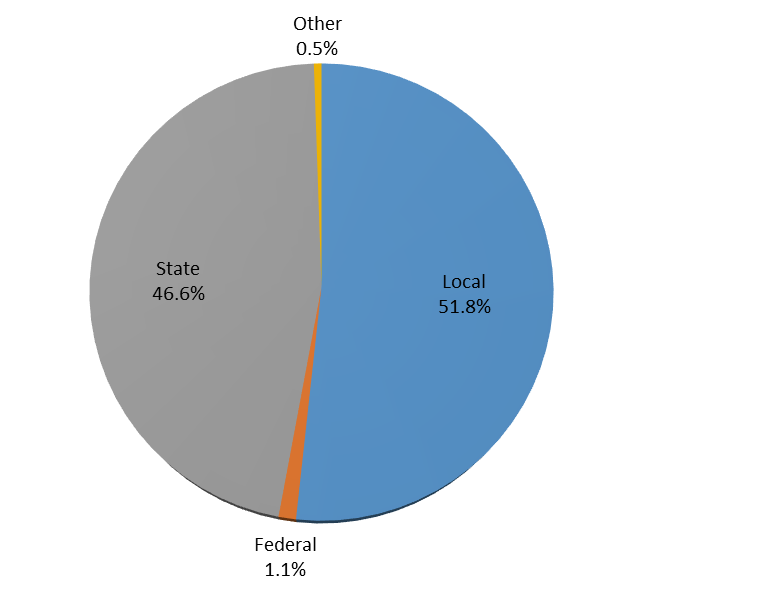 Other
0.5%
State
46.6%
Local
51.8%
Federal
1.1%